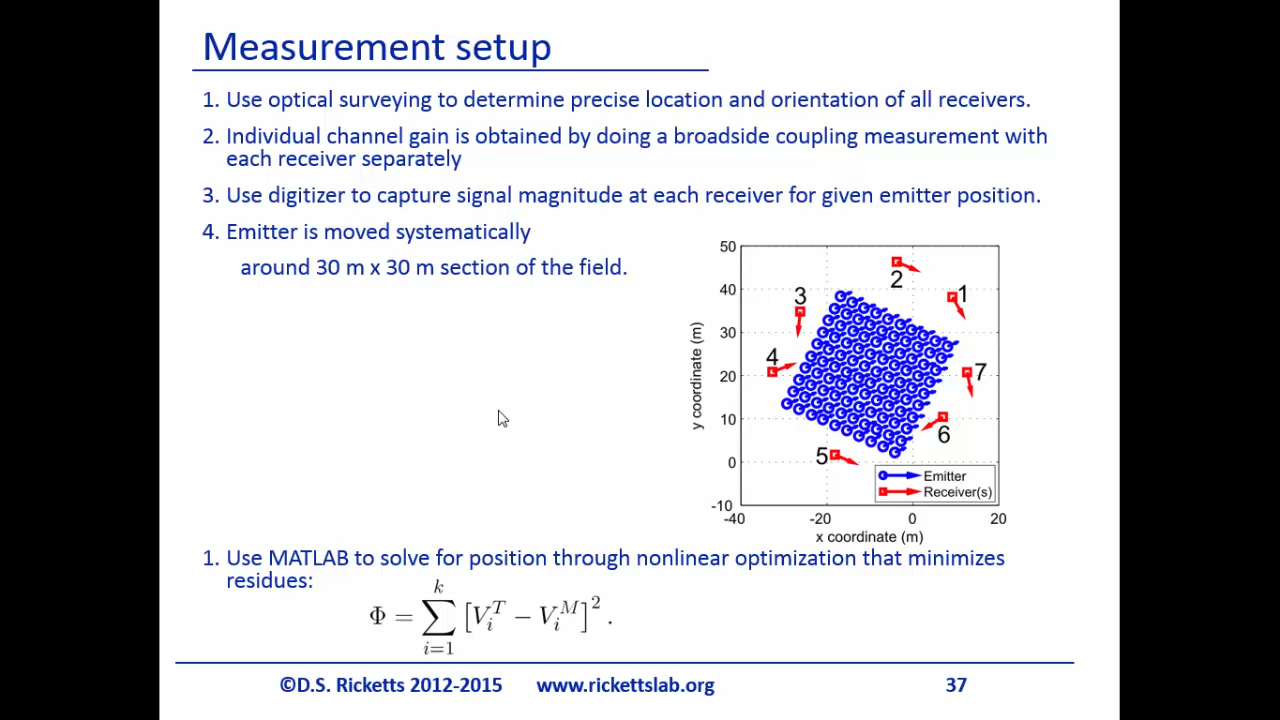 Measurement setup
1. Use optical surveying to determine precise location and orientation of all receivers.
2. Individual channel gain is obtained by doing a broadside coupling measurement with
each receiver separately
3. Use digitizer to capture signal magnitude at each receiver for given emitter position.
4. Emitter is moved systematically
around 30 m x 30 m section of the field.
50
40
30
20
10
0
-10
-40
-20
0
20
y coordinate (m)
x coordinate (m)
2
1
3
4
7
6
5
Emitter
Receiver(s)
1. Use MATLAB to solve for position through nonlinear optimization that minimizes
residues:
Φ = ∑_{i=1}^{k} [V_i^T − V_i^M]^2.
©D.S. Ricketts 2012-2015 www.rickettslab.org 37